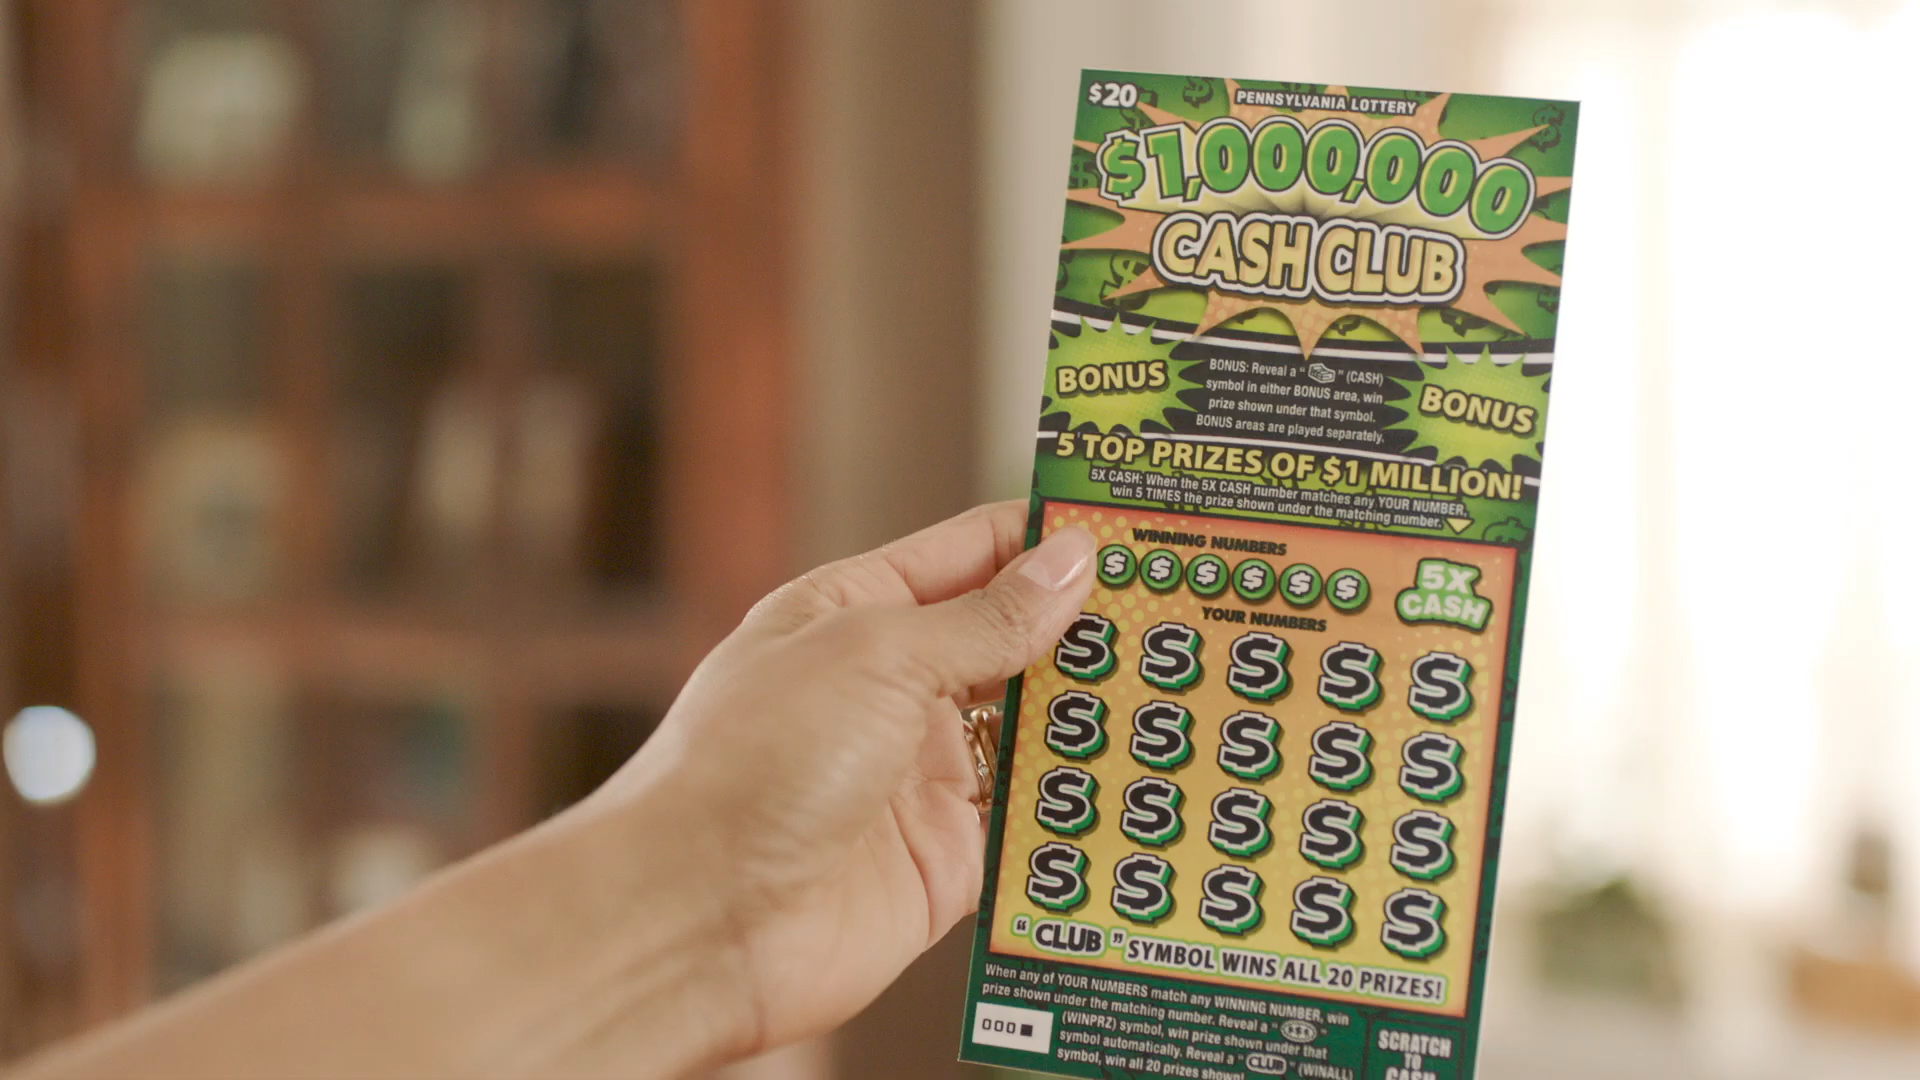 $20
PENNSYLVANIA LOTTERY
$1,000,000
CASH CLUB
BONUS
BONUS: Reveal a " " (CASH)
symbol in either BONUS area, win
prize shown under that symbol.
BONUS areas are played separately.
BONUS
5 TOP PRIZES OF $1 MILLION!
5X CASH: When the 5X CASH number matches any YOUR NUMBER,
win 5 TIMES the prize shown under the matching number.
WINNING NUMBERS
$ $ $ $ $ $
5X
CASH
YOUR NUMBERS
$ $ $ $ $
$ $ $ $ $
$ $ $ $ $
$ $ $ $ $
"CLUB" SYMBOL WINS ALL 20 PRIZES!
When any of YOUR NUMBERS match any WINNING NUMBER, win
prize shown under the matching number. Reveal a " "
(WINPRZ) symbol, win prize shown under that
symbol automatically. Reveal a "CLUB" (WINALL)
symbol, win all 20 prizes shown!
000
SCRATCH
TO
CASH